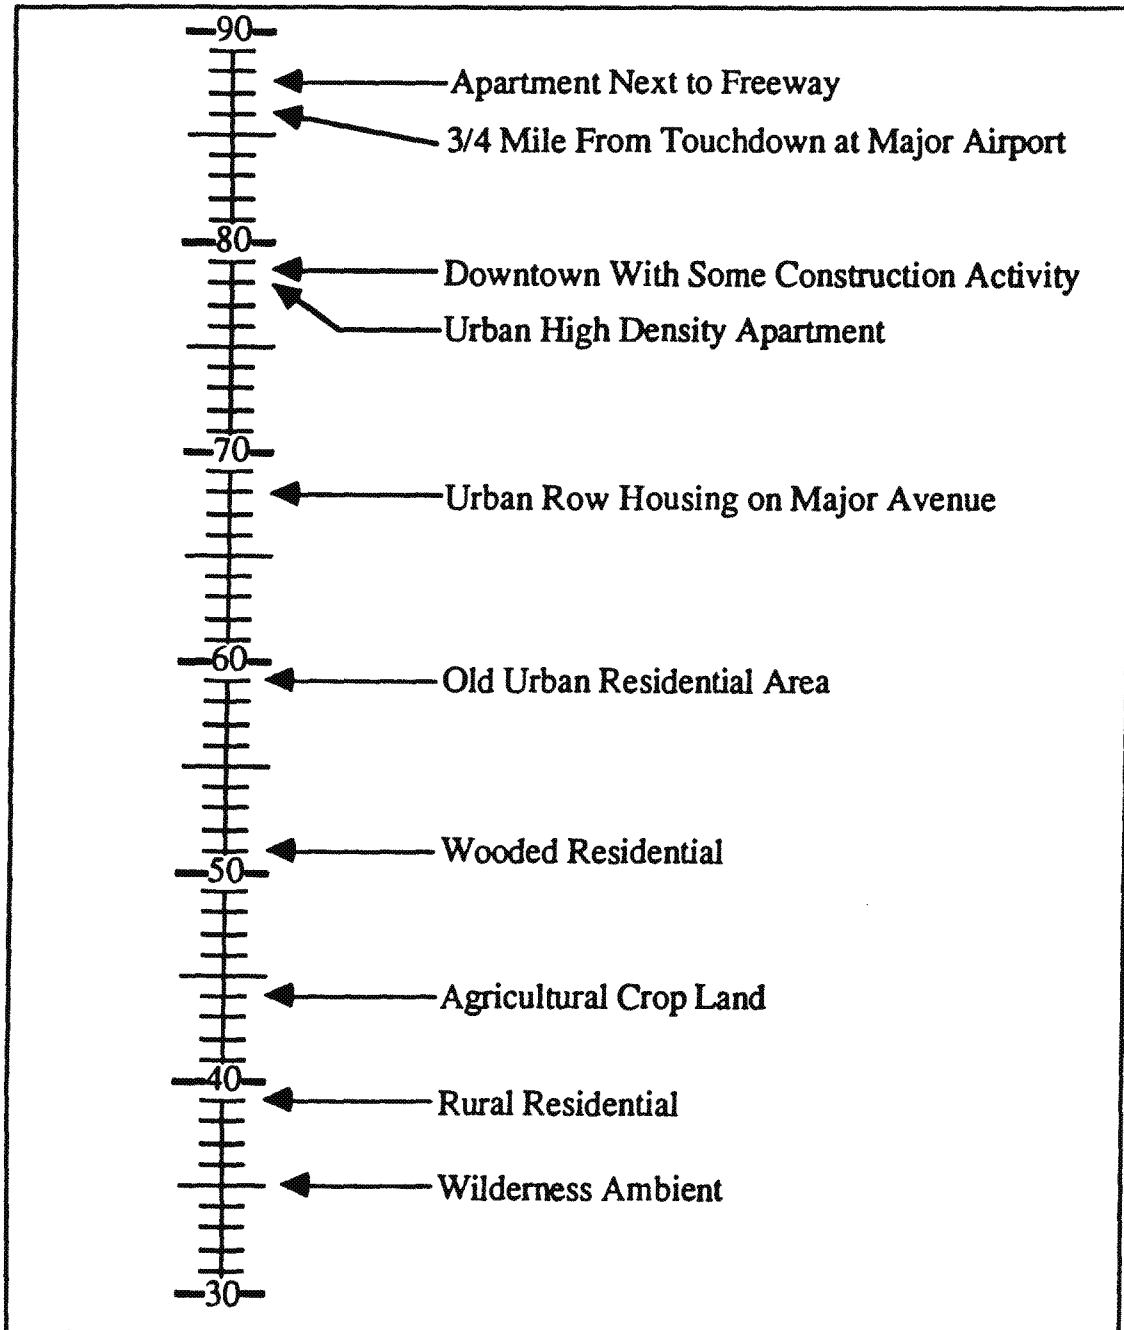 90
Apartment Next to Freeway
3/4 Mile From Touchdown at Major Airport
80
Downtown With Some Construction Activity
Urban High Density Apartment
70
Urban Row Housing on Major Avenue
60
Old Urban Residential Area
Wooded Residential
50
Agricultural Crop Land
40
Rural Residential
Wilderness Ambient
30